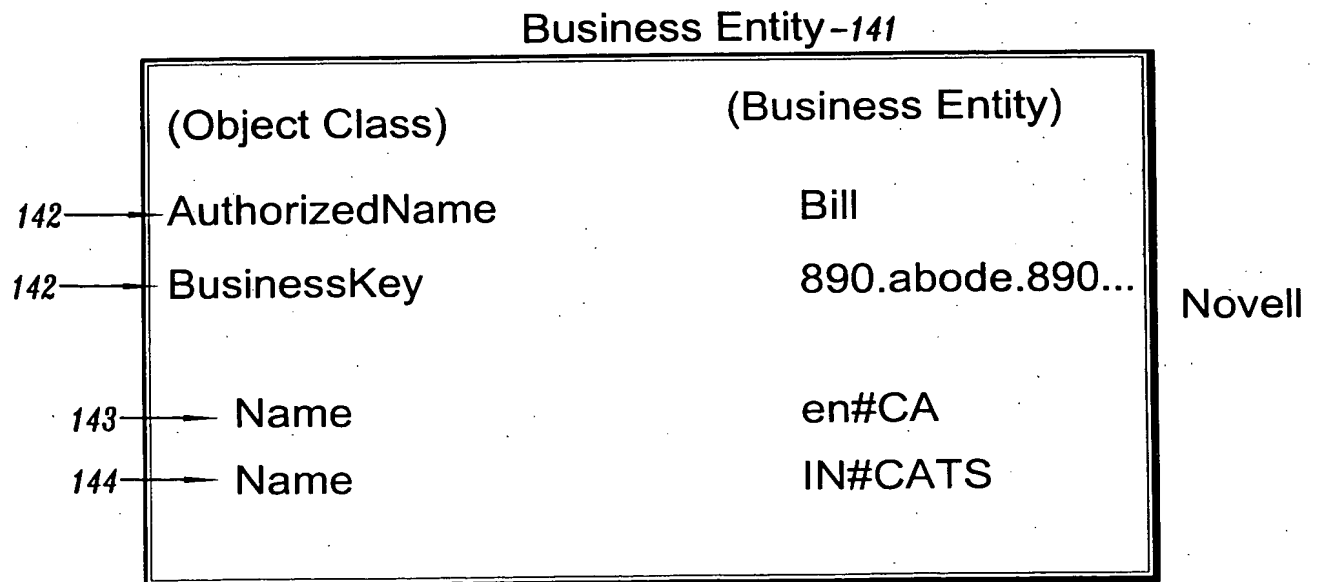 Business Entity-141
(Object Class) (Business Entity)
142 AuthorizedName Bill
142 BusinessKey 890.abode.890...
Novell
143 Name en#CA
144 Name IN#CATS